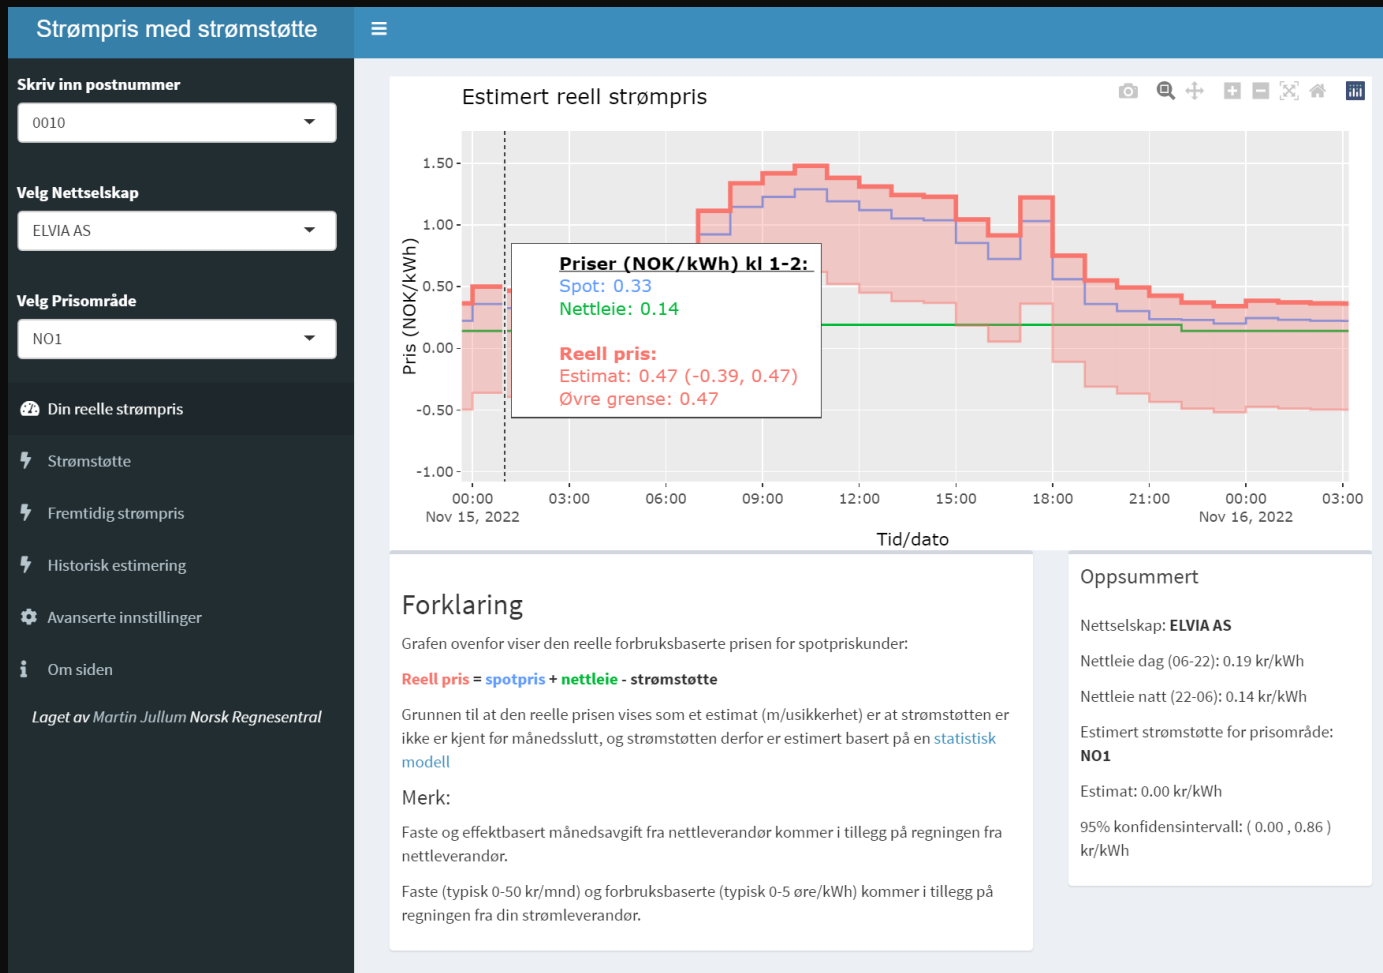 Strømpris med strømstøtte
Skriv inn postnummer
0010
Velg Nettselskap
ELVIA AS
Velg Prisområde
NO1
Din reelle strømpris
Strømstøtte
Fremtidig strømpris
Historisk estimering
Avanserte innstillinger
Om siden
Laget av Martin Jullum Norsk Regnesentral
Estimert reell strømpris
Pris (NOK/kWh)
1.50
1.00
0.50
0.00
-0.50
-1.00
Priser (NOK/kWh) kl 1-2:
Spot: 0.33
Nettleie: 0.14
Reell pris:
Estimat: 0.47 (-0.39, 0.47)
Øvre grense: 0.47
00:00 03:00 06:00 09:00 12:00 15:00 18:00 21:00 00:00 03:00
Nov 15, 2022 Nov 16, 2022
Tid/dato
Forklaring
Grafen ovenfor viser den reelle forbruksbaserte prisen for spotpriskunder:
Reell pris = spotpris + nettleie - strømstøtte
Grunnen til at den reelle prisen vises som et estimat (m/usikkerhet) er at strømstøtten er
ikke er kjent før månedsslutt, og strømstøtten derfor er estimert basert på en statistisk
modell
Merk:
Faste og effektbasert månedsavgift fra nettleverandør kommer i tillegg på regningen fra
nettleverandør.
Faste (typisk 0-50 kr/mnd) og forbruksbaserte (typisk 0-5 øre/kWh) kommer i tillegg på
regningen fra din strømleverandør.
Oppsummert
Nettselskap: ELVIA AS
Nettleie dag (06-22): 0.19 kr/kWh
Nettleie natt (22-06): 0.14 kr/kWh
Estimert strømstøtte for prisområde:
NO1
Estimat: 0.00 kr/kWh
95% konfidensintervall: ( 0.00 , 0.86 )
kr/kWh